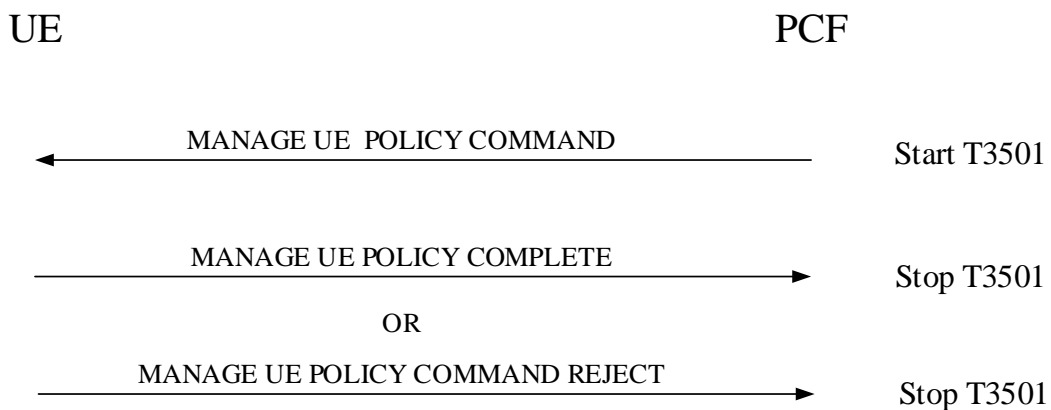 UE PCF
MANAGE UE POLICY COMMAND Start T3501
MANAGE UE POLICY COMPLETE Stop T3501
OR
MANAGE UE POLICY COMMAND REJECT Stop T3501